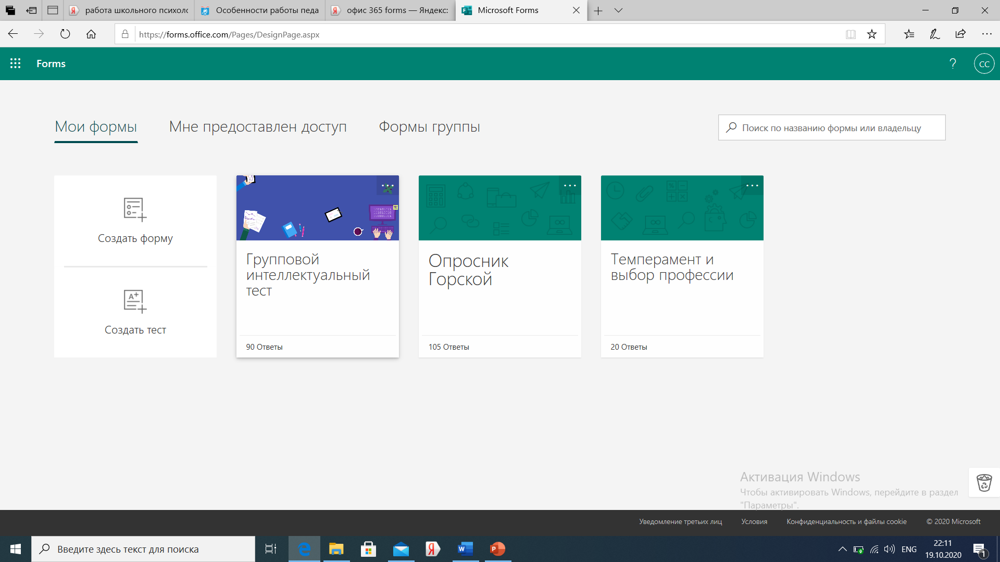 работа школьного психоло
Особенности работы педа
офис 365 forms — Яндекс:
Microsoft Forms
https://forms.office.com/Pages/DesignPage.aspx
Forms
?
CC
Мои формы
Мне предоставлен доступ
Формы группы
Поиск по названию формы или владельцу
Создать форму
Создать тест
Групповой
интеллектуальный
тест
90 Ответы
Опросник
Горской
105 Ответы
Темперамент и
выбор профессии
20 Ответы
Активация Windows
Чтобы активировать Windows, перейдите в раздел
"Параметры".
Уведомление третьих лиц
Условия
Конфиденциальность и файлы cookie
© 2020 Microsoft
Введите здесь текст для поиска
ENG
22:11
19.10.2020
1